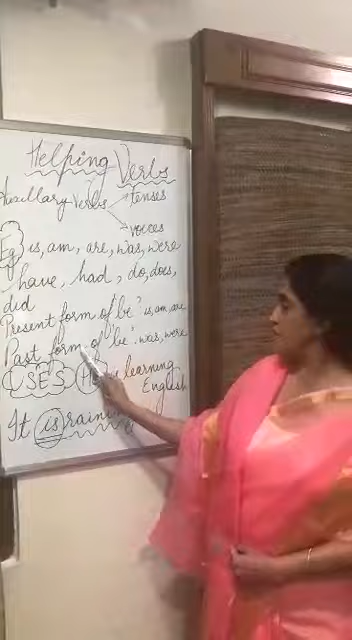 Helping Verbs
Auxillary Verbs tenses
voices
Eg is, am, are, was, were
have, had, do, does,
did
Present form of 'be' is, am, are
Past form of 'be': was, were
USES learning
English
It is raining